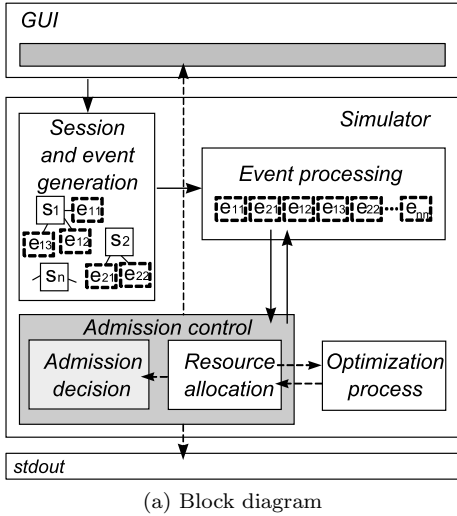 GUI
Simulator
Session
and event
generation
s1
e11
e13
e12
s2
sn
e21
e22
Event processing
e11 e21 e12 e13 e22 enn
Admission control
Admission
decision
Resource
allocation
Optimization
process
stdout
(a) Block diagram